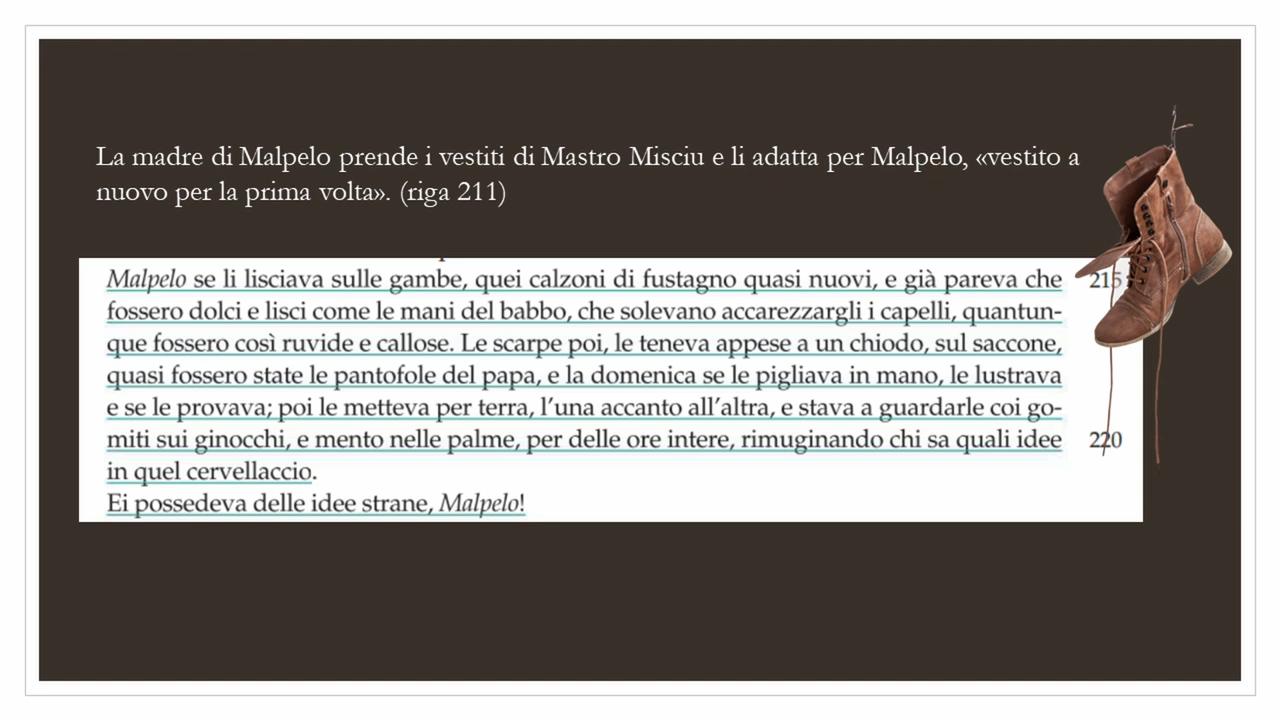 La madre di Malpelo prende i vestiti di Mastro Misciu e li adatta per Malpelo, «vestito a
nuovo per la prima volta». (riga 211)
Malpelo se li lisciava sulle gambe, quei calzoni di fustagno quasi nuovi, e già pareva che 215
fossero dolci e lisci come le mani del babbo, che solevano accarezzargli i capelli, quantun-
que fossero così ruvide e callose. Le scarpe poi, le teneva appese a un chiodo, sul saccone,
quasi fossero state le pantofole del papa, e la domenica se le pigliava in mano, le lustrava
e se le provava; poi le metteva per terra, l'una accanto all'altra, e stava a guardarle coi go-
miti sui ginocchi, e mento nelle palme, per delle ore intere, rimuginando chi sa quali idee 220
in quel cervellaccio.
Ei possedeva delle idee strane, Malpelo!